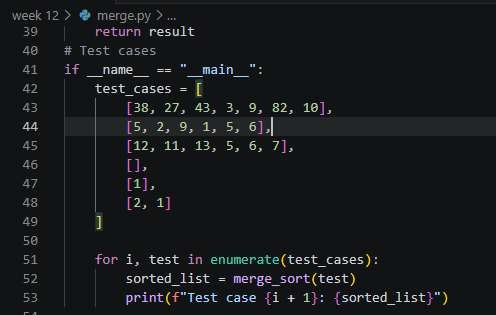 week 12 > merge.py > ...
39 return result
40 # Test cases
41 if __name__ == "__main__":
42 test_cases = [
43 [38, 27, 43, 3, 9, 82, 10],
44 [5, 2, 9, 1, 5, 6],
45 [12, 11, 13, 5, 6, 7],
46 [],
47 [1],
48 [2, 1]
49 ]
50
51 for i, test in enumerate(test_cases):
52 sorted_list = merge_sort(test)
53 print(f"Test case {i + 1}: {sorted_list}")